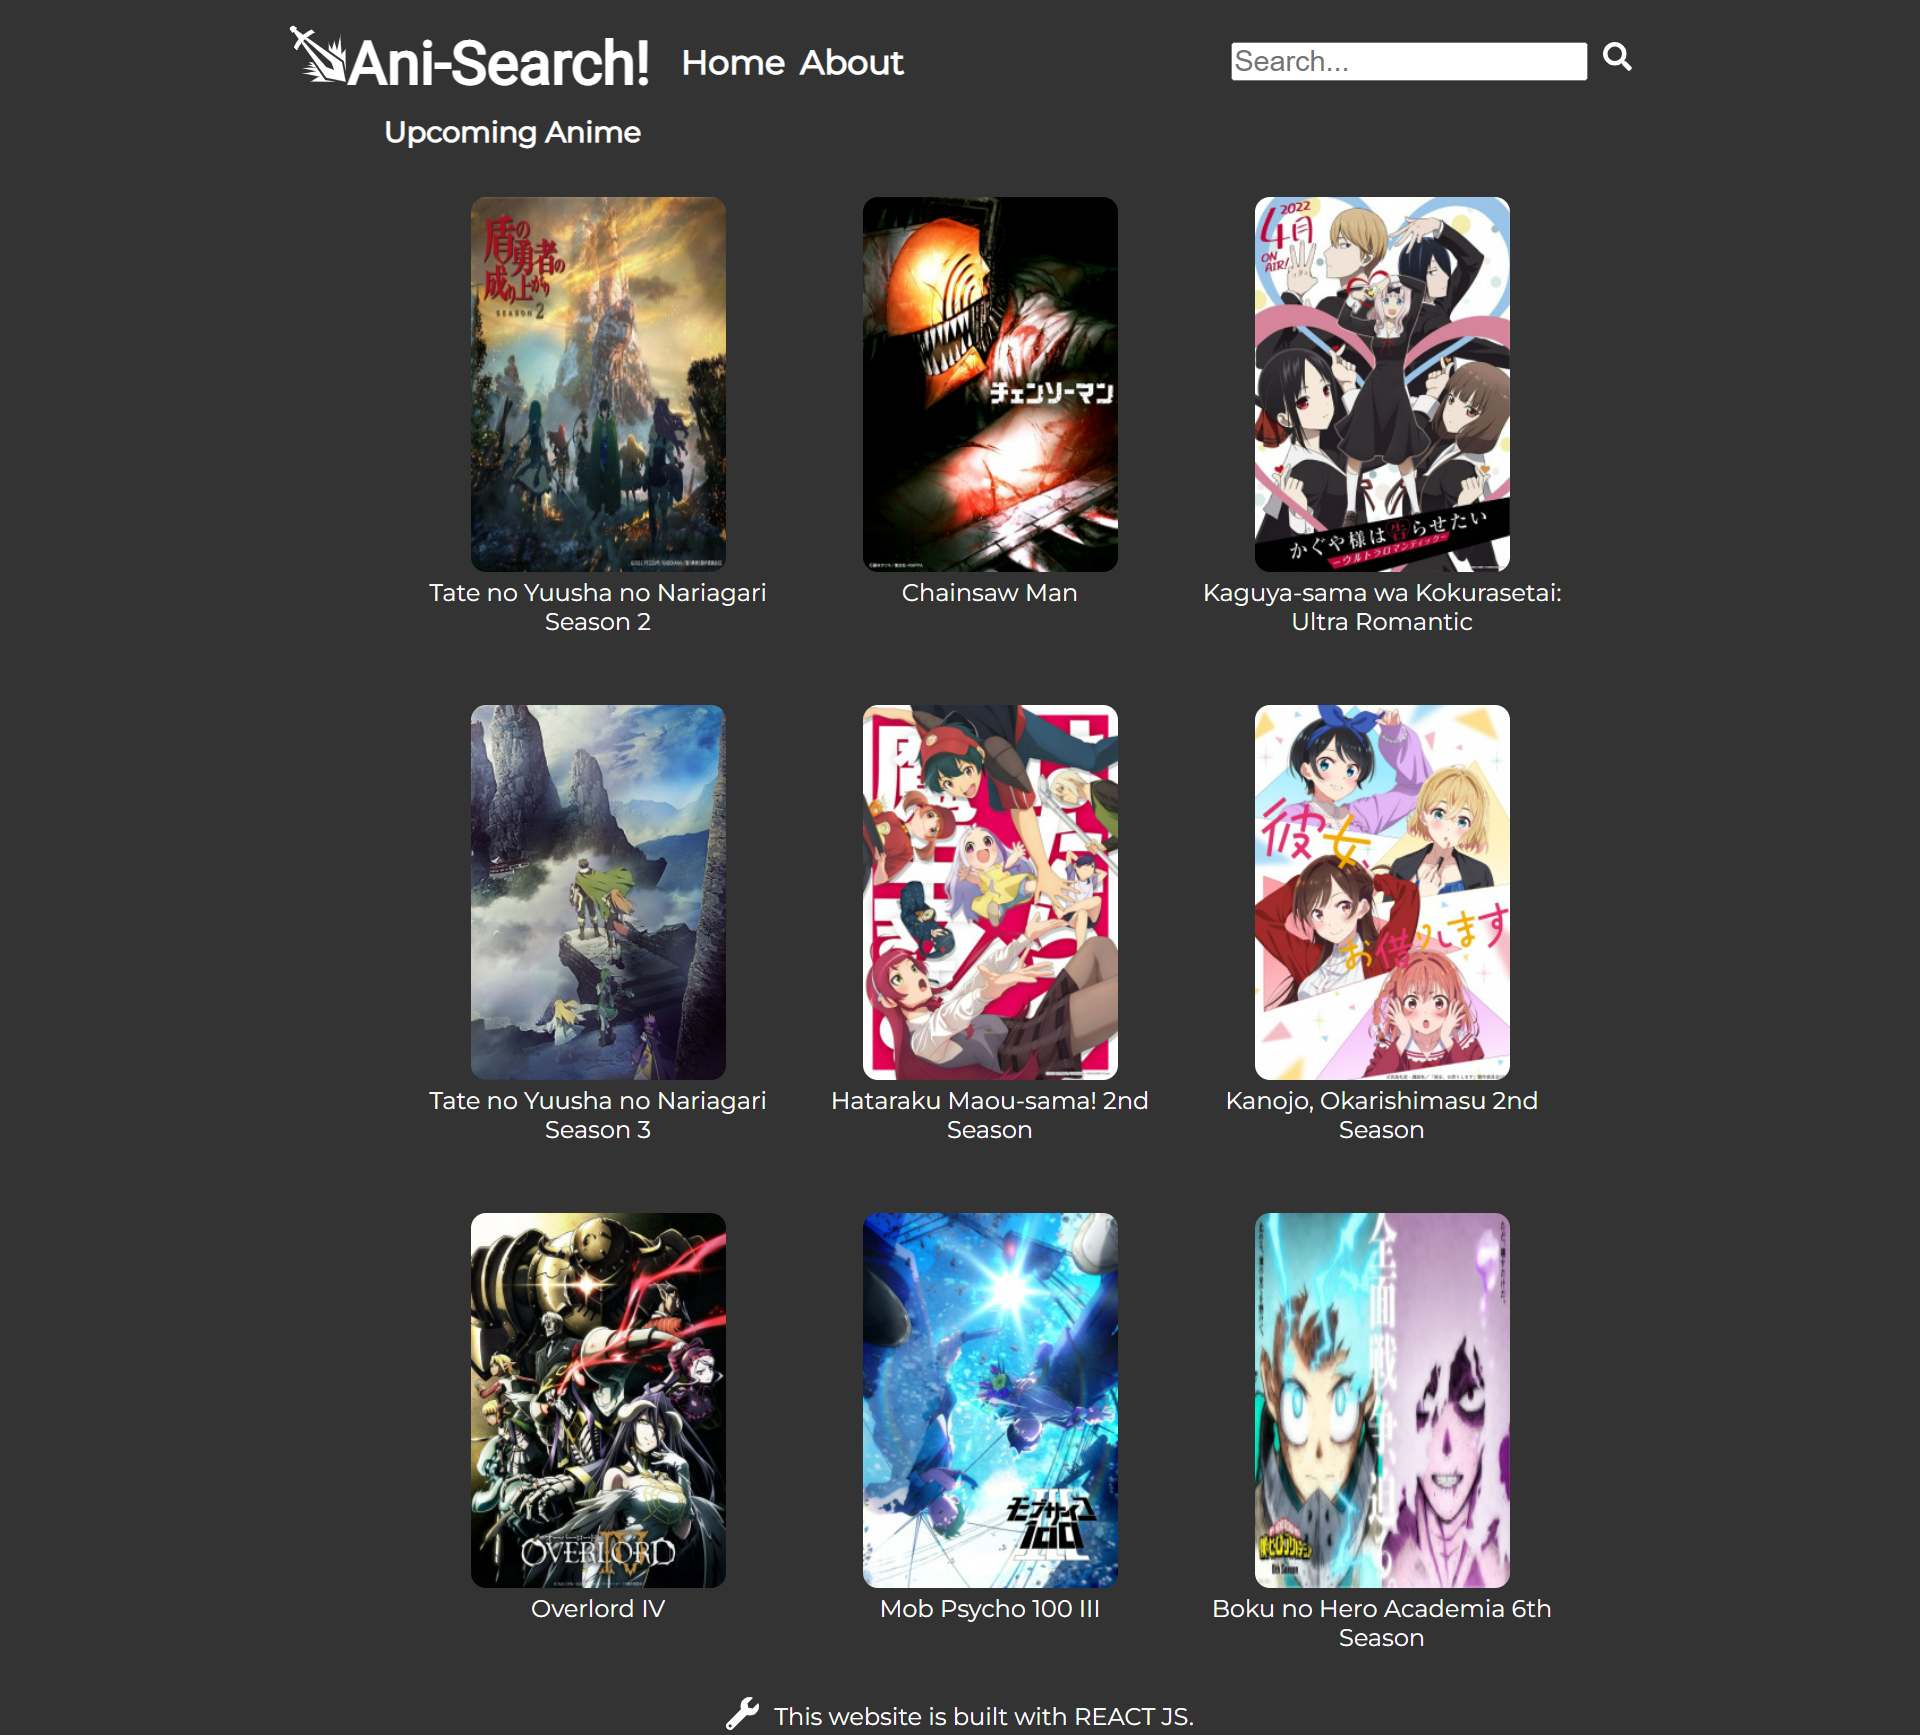 Ani-Search!
Home About
Search...
Upcoming Anime
盾の
勇者の
成り上がり
SEASON 2
チェンソーマン
2022
4月
ON
AIR!
かぐや様は告らせたい
－ウルトラロマンティック－
Tate no Yuusha no Nariagari
Season 2
Chainsaw Man
Kaguya-sama wa Kokurasetai:
Ultra Romantic
彼女、
お借りします
Tate no Yuusha no Nariagari
Season 3
Hataraku Maou-sama! 2nd
Season
Kanojo, Okarishimasu 2nd
Season
OVERLORD
IV
モブサイコ
100
III
全面戦争、迫る。
Overlord IV
Mob Psycho 100 III
Boku no Hero Academia 6th
Season
This website is built with REACT JS.